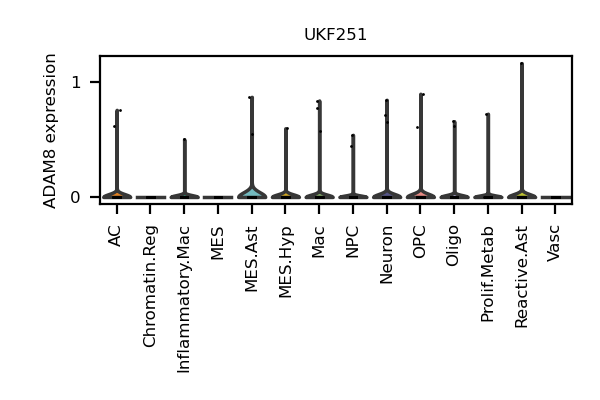 UKF251
ADAM8 expression
1
0
AC
Chromatin.Reg
Inflammatory.Mac
MES
MES.Ast
MES.Hyp
Mac
NPC
Neuron
OPC
Oligo
Prolif.Metab
Reactive.Ast
Vasc